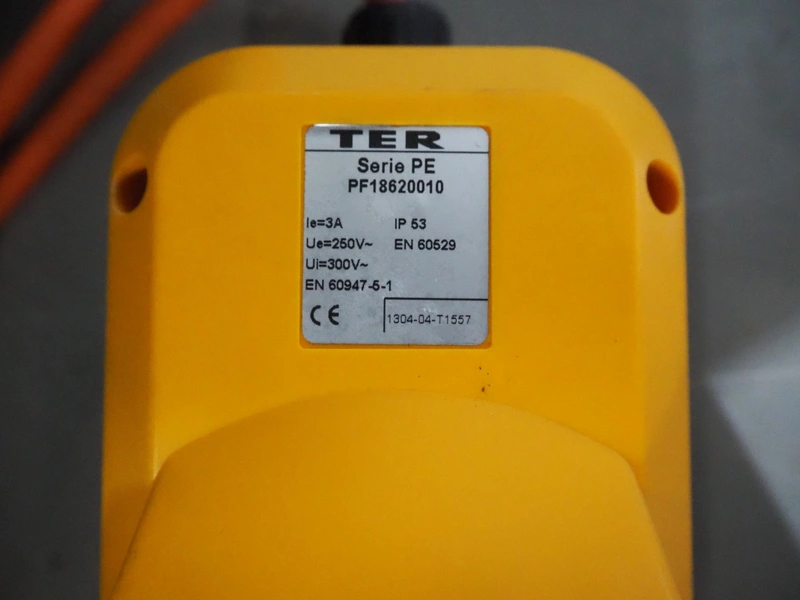 TER
Serie PE
PF18620010
Ie=3A IP 53
Ue=250V~ EN 60529
Ui=300V~
EN 60947-5-1
CE 1304-04-T1557